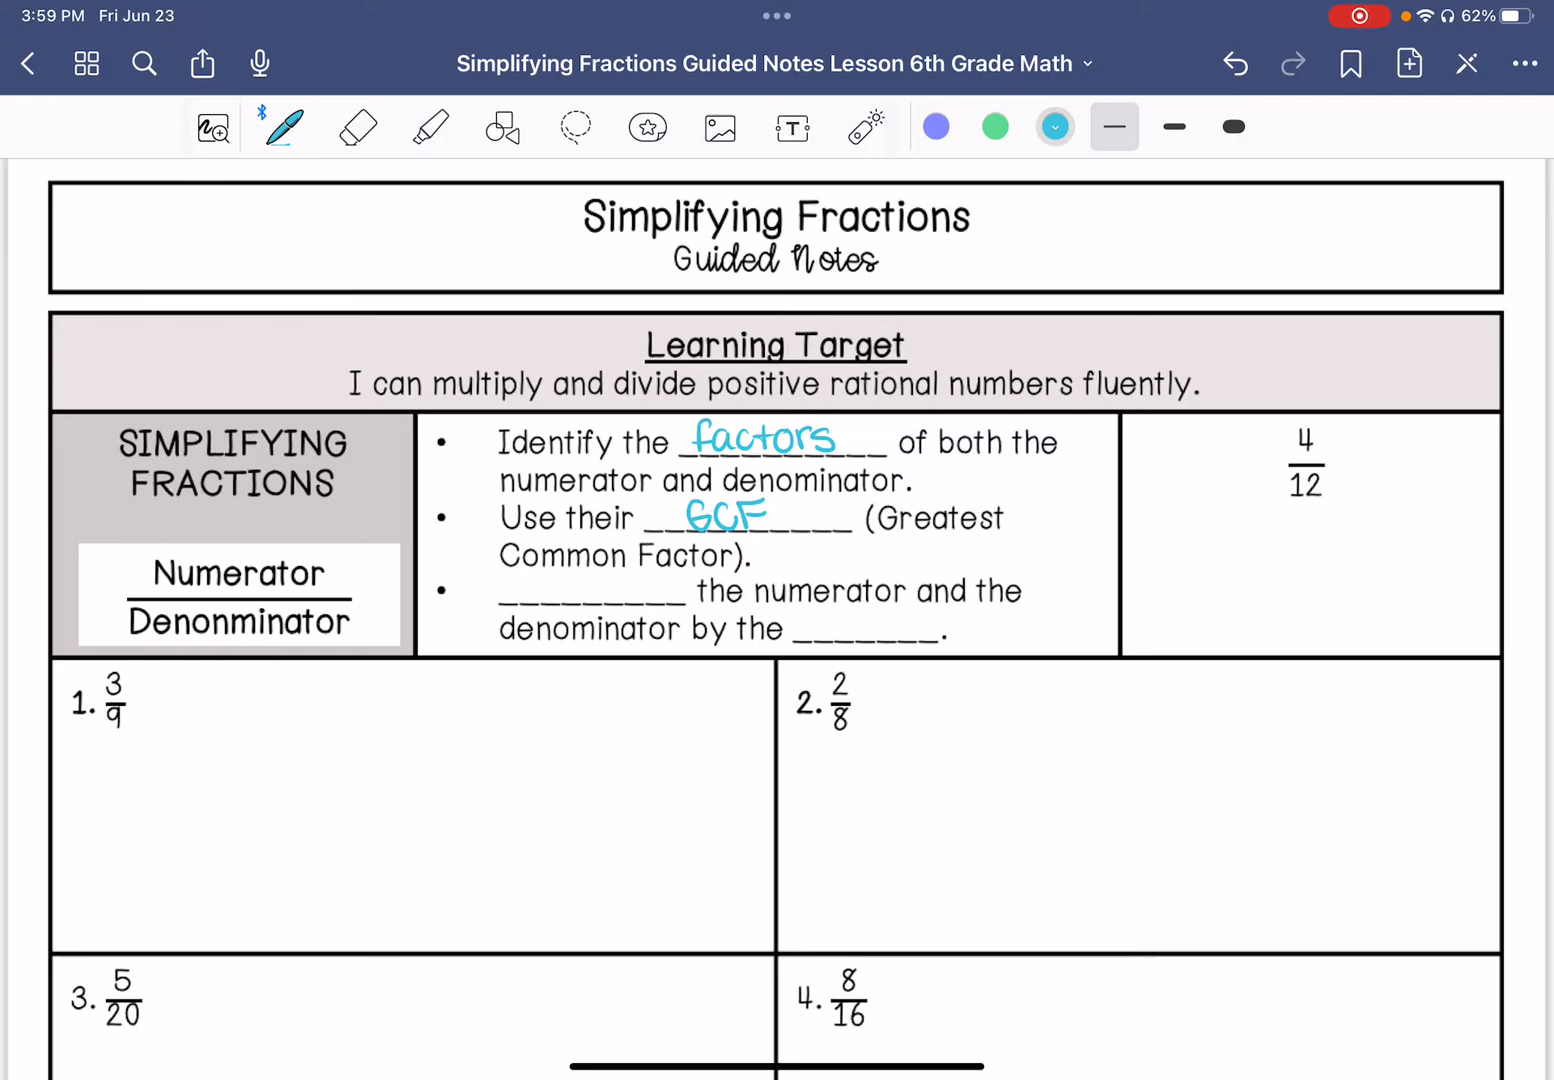 3:59 PM Fri Jun 23
62%
Simplifying Fractions Guided Notes Lesson 6th Grade Math
T
Simplifying Fractions
Guided Notes
Learning Target
I can multiply and divide positive rational numbers fluently.
SIMPLIFYING
FRACTIONS
Numerator
Denonminator
• Identify the factors of both the
numerator and denominator.
• Use their GCF (Greatest
Common Factor).
• _________ the numerator and the
denominator by the _______.
4
12
1. 3
9
2. 2
8
3. 5
20
4. 8
16